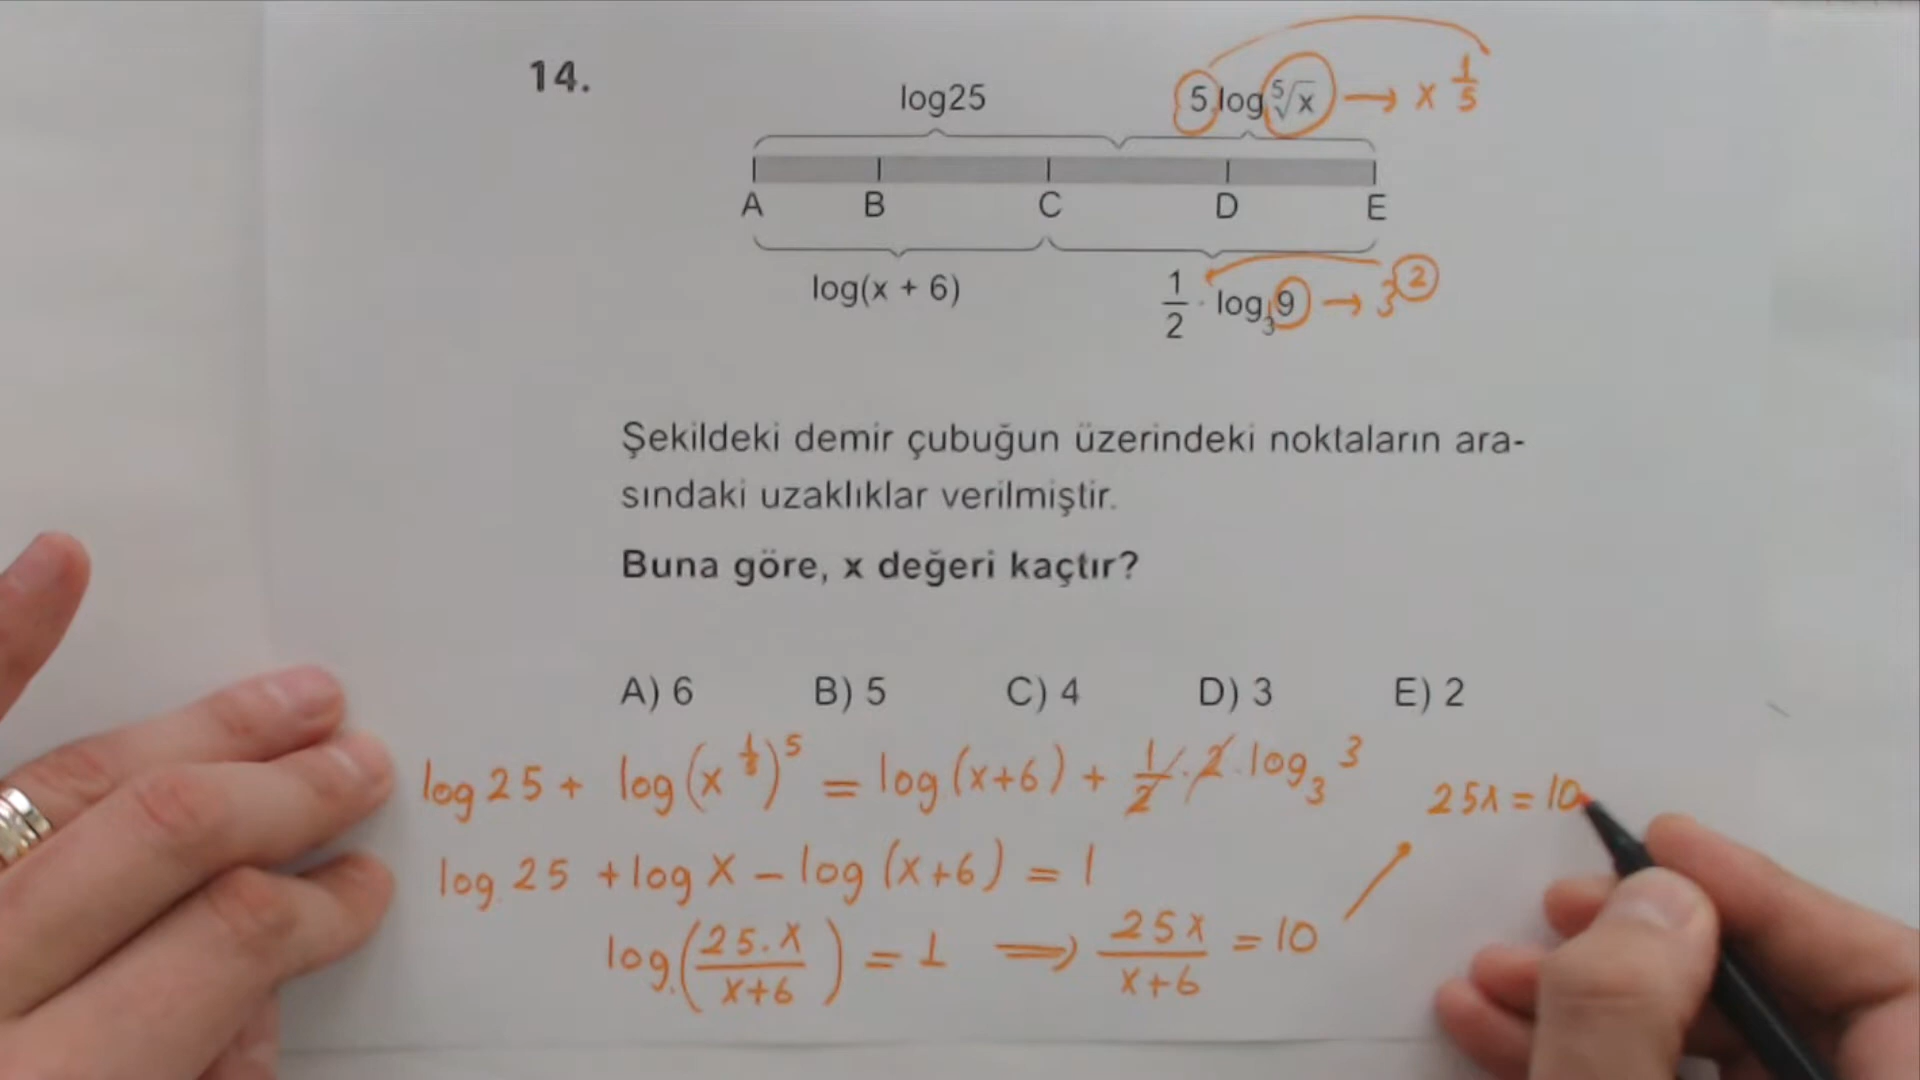 14.
log25
5 log ⁵√x → x^(1/5)
A B C D E
log(x + 6)
1/2 · log₃9 → 3²
Şekildeki demir çubuğun üzerindeki noktaların ara-
sındaki uzaklıklar verilmiştir.
Buna göre, x değeri kaçtır?
A) 6 B) 5 C) 4 D) 3 E) 2
log 25 + log(x^(1/5))^5 = log(x+6) + 1/2 . 2 . log₃ 3
25x = 10
log 25 + log x - log (x+6) = 1
log(25.x / x+6) = 1 ⟹ 25x / x+6 = 10